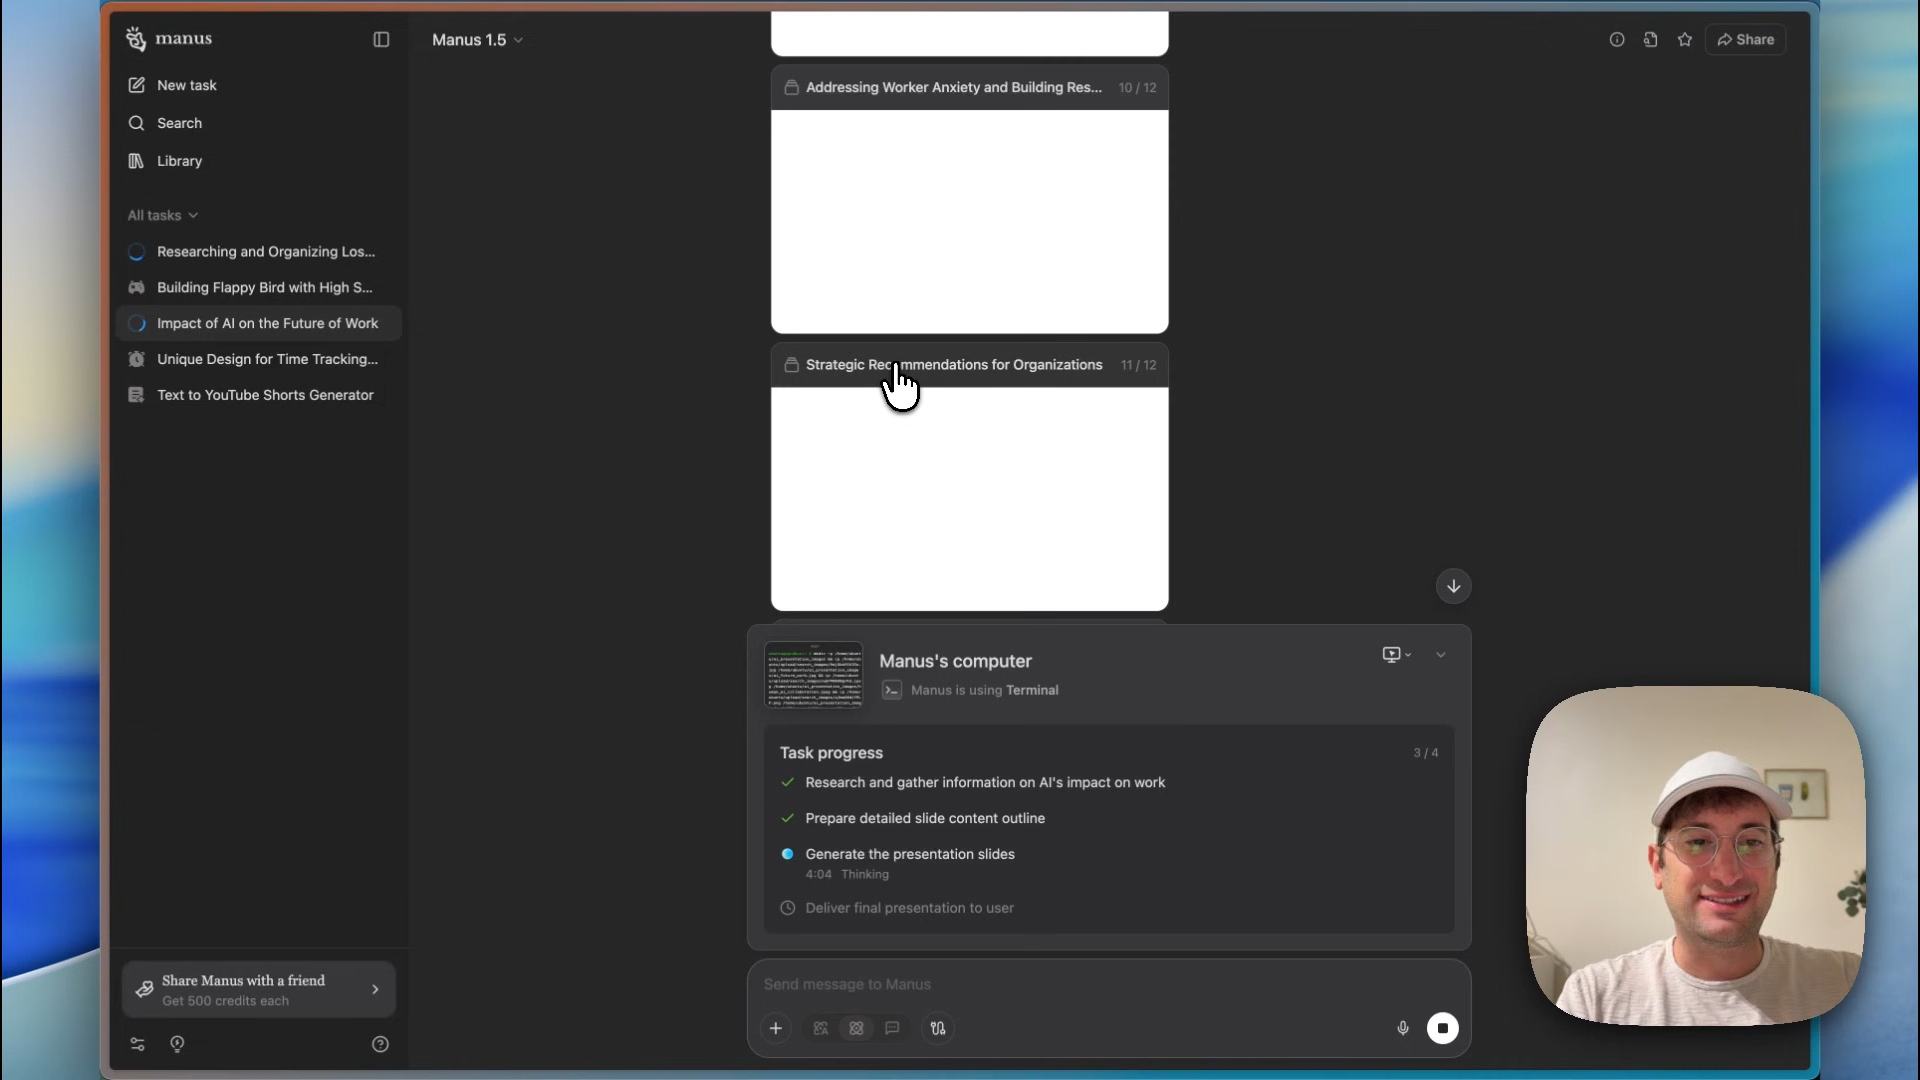 manus
New task
Search
Library
All tasks
Researching and Organizing Los...
Building Flappy Bird with High S...
Impact of AI on the Future of Work
Unique Design for Time Tracking...
Text to YouTube Shorts Generator
Share Manus with a friend
Get 500 credits each
Manus 1.5
Share
Addressing Worker Anxiety and Building Res... 10 / 12
Strategic Recommendations for Organizations 11 / 12
Manus's computer
Manus is using Terminal
Task progress 3 / 4
Research and gather information on AI's impact on work
Prepare detailed slide content outline
Generate the presentation slides
4:04 Thinking
Deliver final presentation to user
Send message to Manus